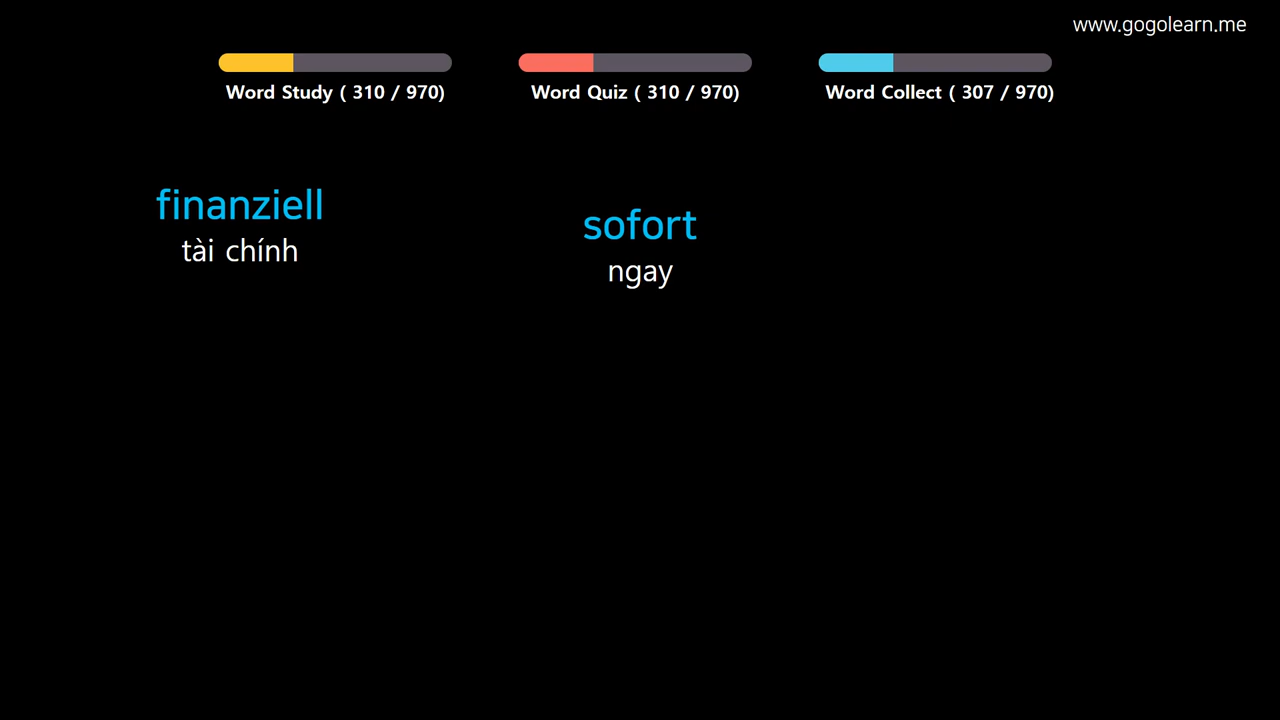 www.gogolearn.me
Word Study ( 310 / 970)
Word Quiz ( 310 / 970)
Word Collect ( 307 / 970)
finanziell
tài chính
sofort
ngay